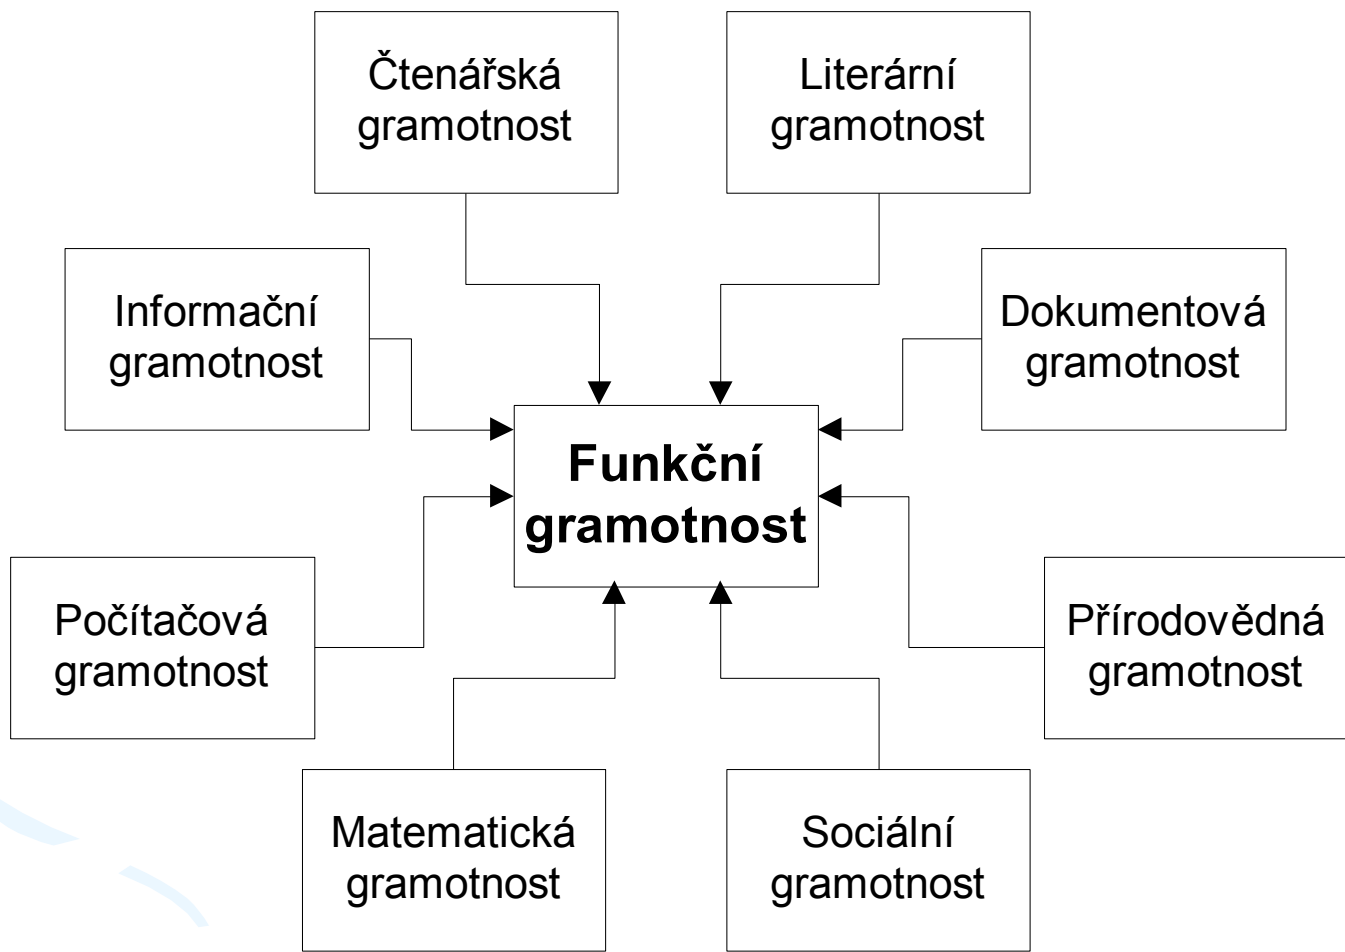 Čtenářská
gramotnost
Literární
gramotnost
Informační
gramotnost
Dokumentová
gramotnost
Funkční
gramotnost
Počítačová
gramotnost
Přírodovědná
gramotnost
Matematická
gramotnost
Sociální
gramotnost